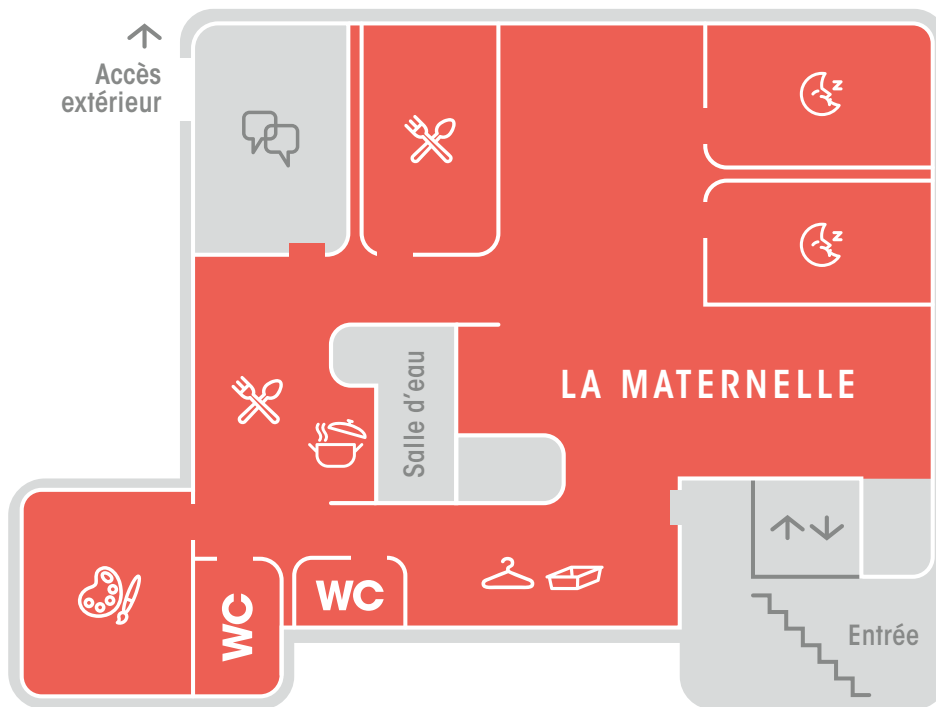 Accès
extérieur
z
z
LA MATERNELLE
Salle d'eau
WC
WC
Entrée